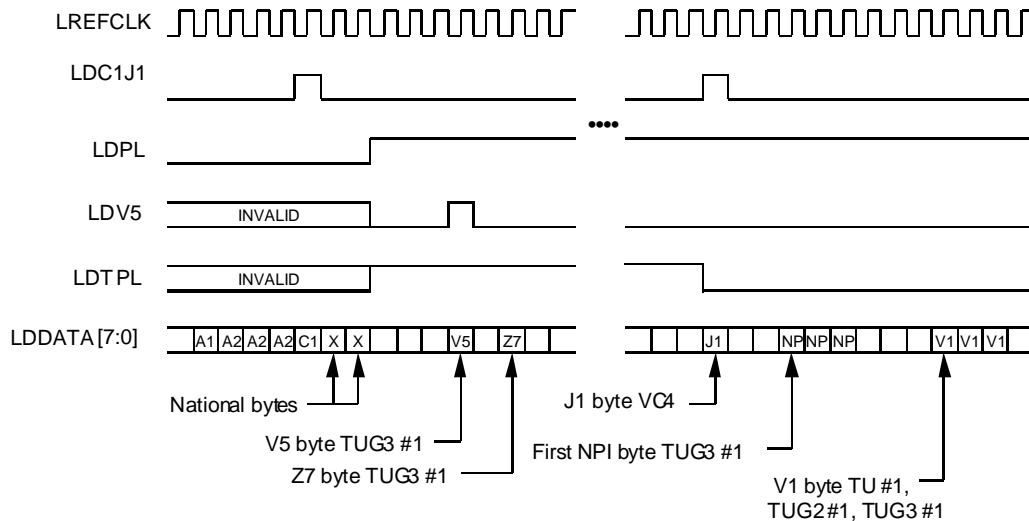 LREFCLK
LDC1J1
LDPL
LDV5
INVALID
LDTPL
INVALID
LDDATA[7:0]
A1 A2 A2 A2 C1 X X V5 Z7 J1 NP NP NP V1 V1 V1
National bytes
V5 byte TUG3 #1
Z7 byte TUG3 #1
J1 byte VC4
First NPI byte TUG3 #1
V1 byte TU #1,
TUG2 #1, TUG3 #1